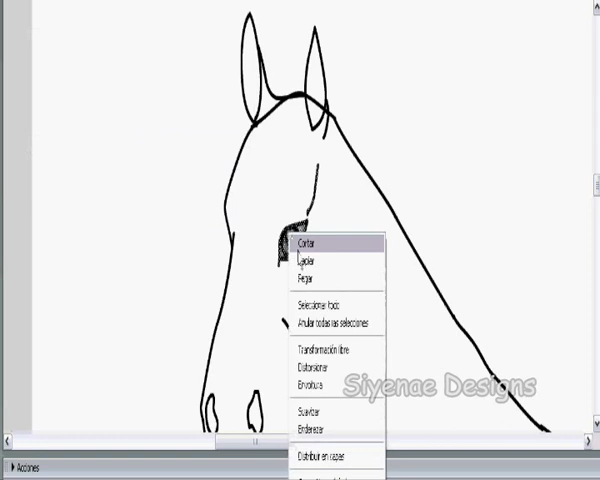 Cortar
Copiar
Pegar
Seleccionar todo
Anular todas las selecciones
Transformación libre
Distorsionar
Envoltura
Siyenae Designs
Suavizar
Enderezar
Distribuir en capas
Acciones